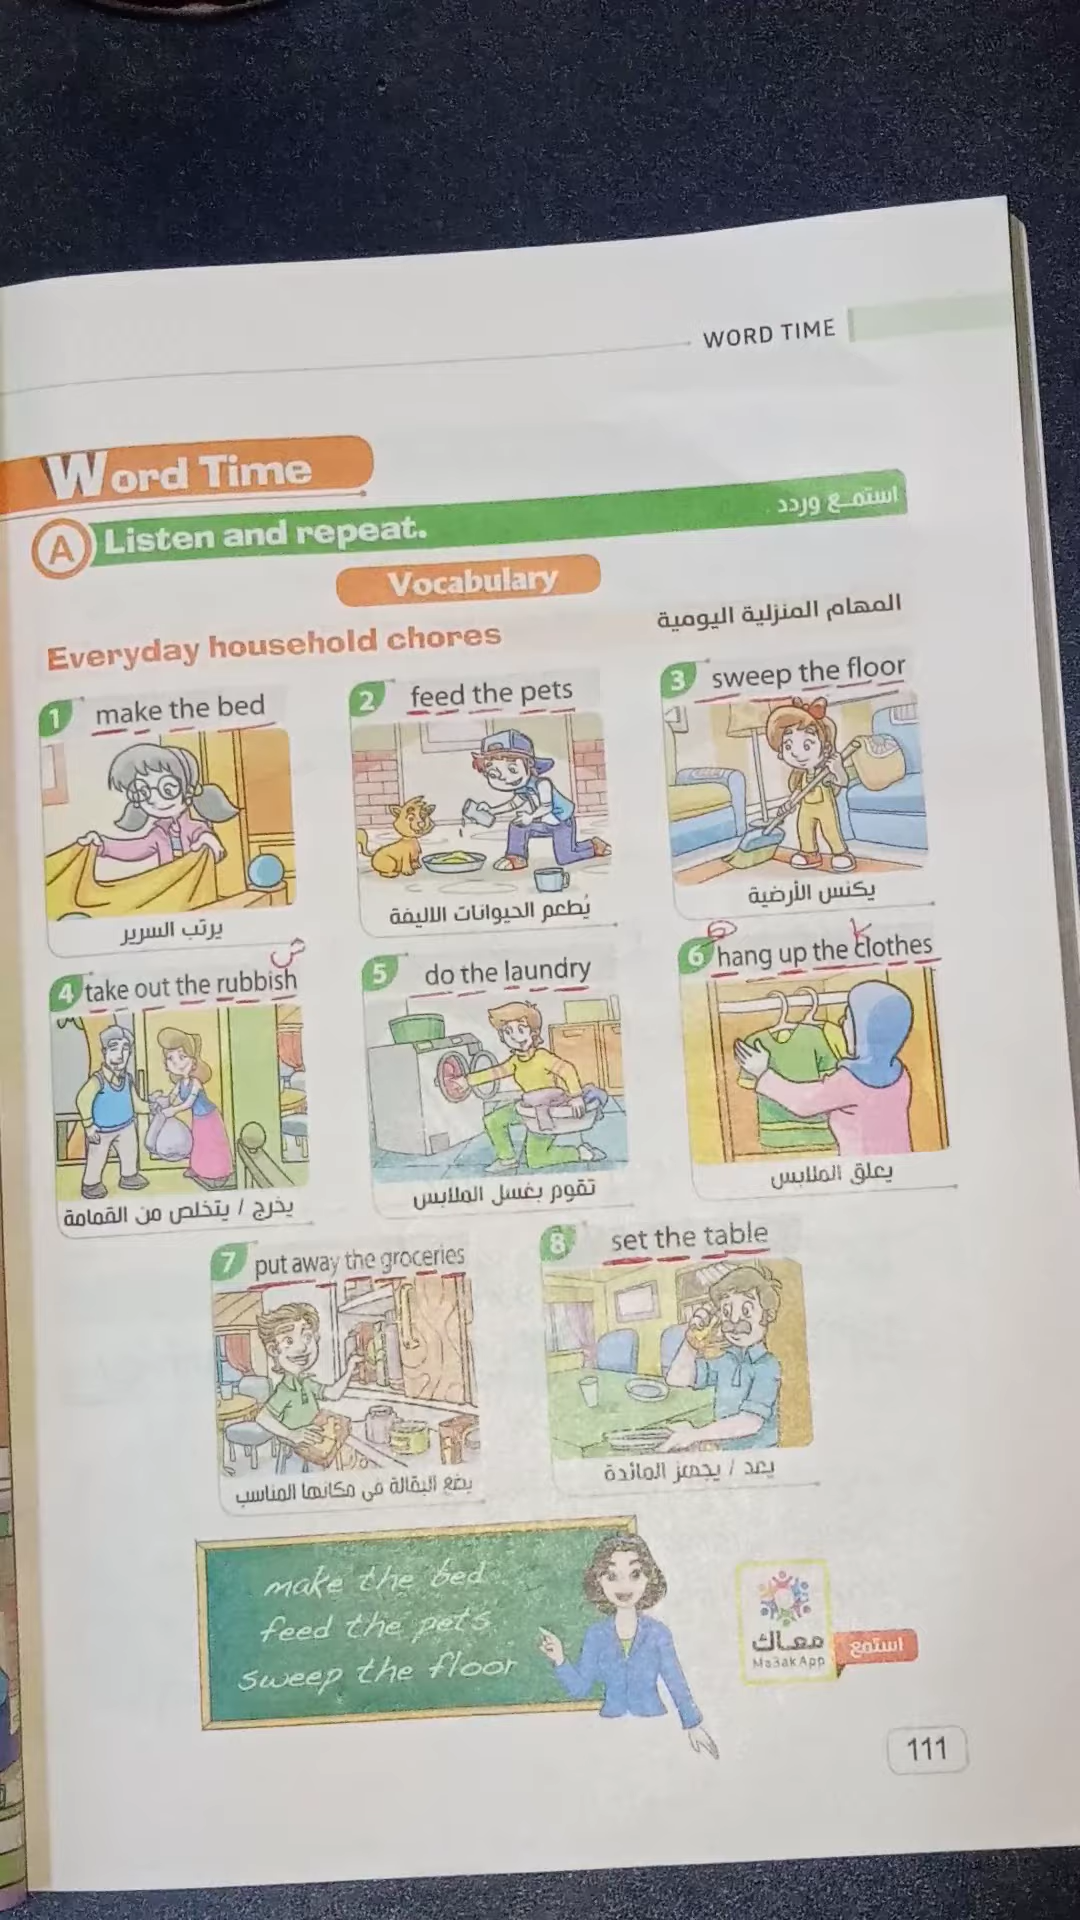 WORD TIME
Word Time
A Listen and repeat. استمع وردد
Vocabulary
Everyday household chores المهام المنزلية اليومية
1 make the bed
يرتب السرير
2 feed the pets
يُطعم الحيوانات الاليفة
3 sweep the floor
يكنس الأرضية
4 take out the rubbish
ش
يخرج / يتخلص من القمامة
5 do the laundry
تقوم بغسل الملابس
6 hang up the clothes
k
يعلق الملابس
7 put away the groceries
يضع البقالة في مكانها المناسب
8 set the table
يعد / يجهز المائدة
make the bed
feed the pets
sweep the floor
معاك
Ma3ak App
استمع
111